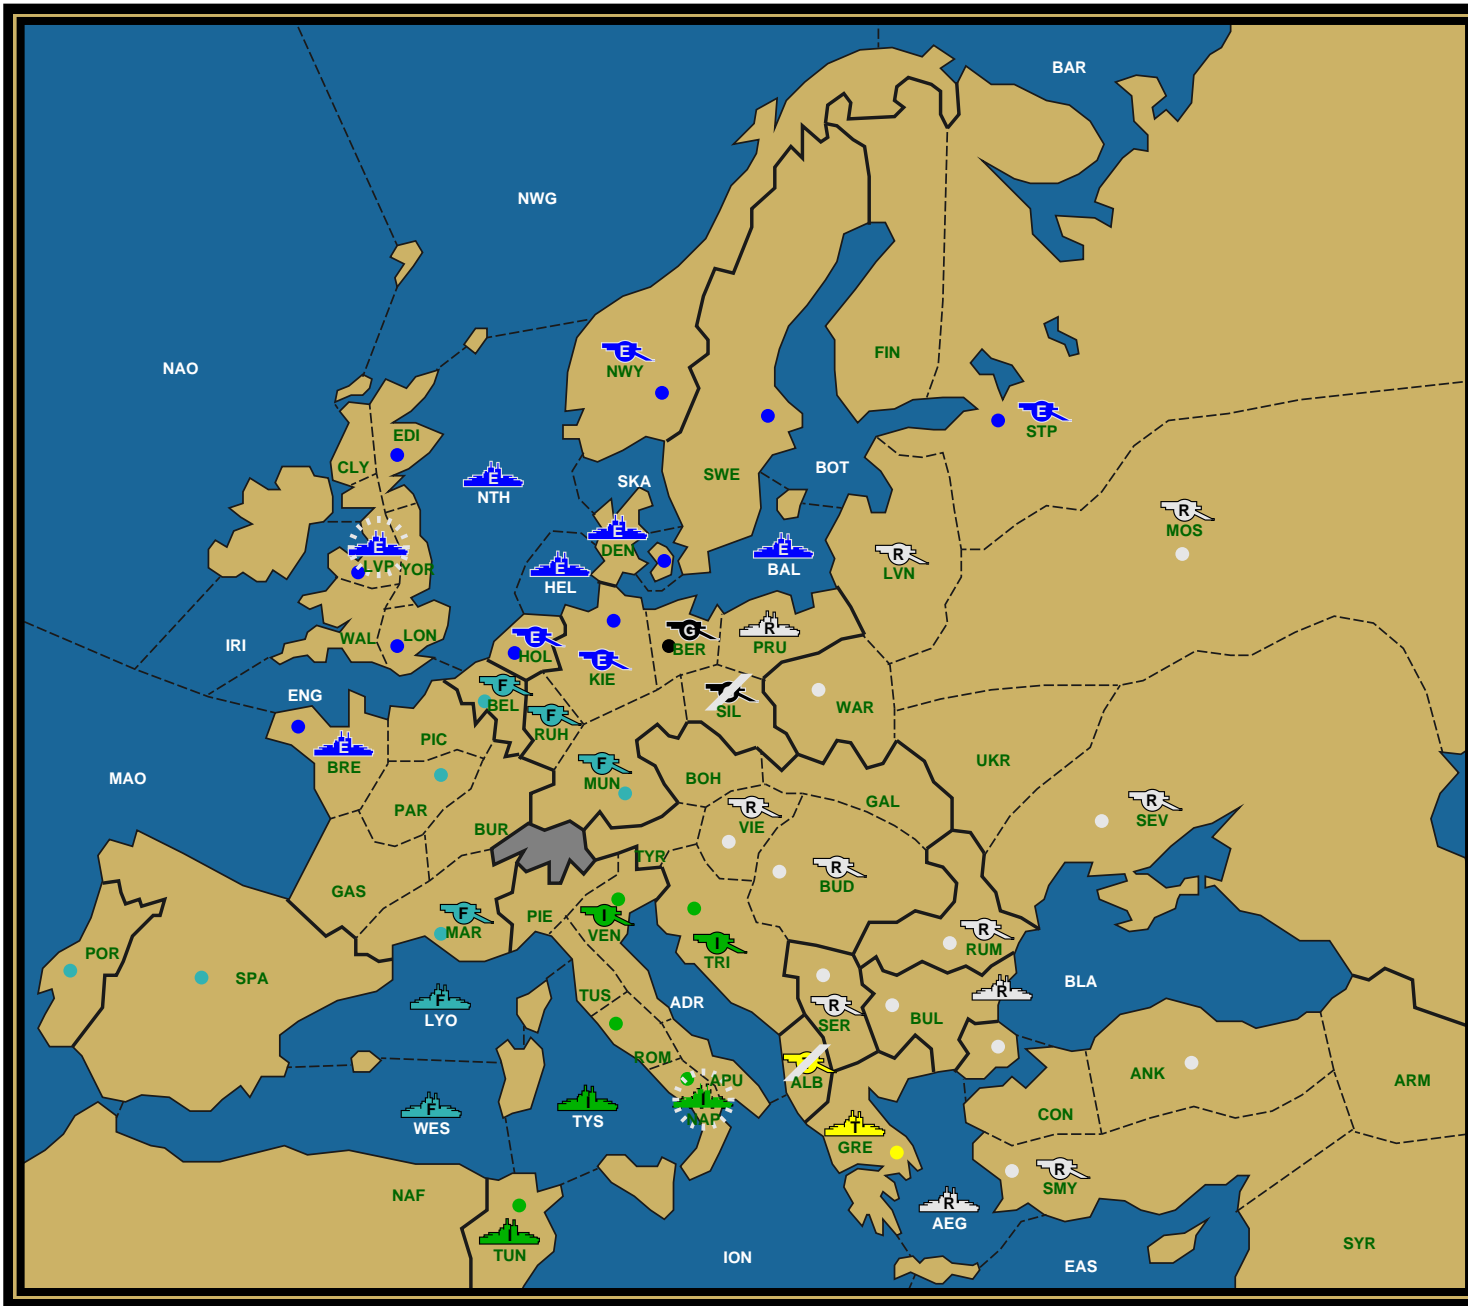 BAR
NWG
NAO
E
NWY
FIN
E
STP
EDI
CLY
SWE
BOT
SKA
E
NTH
R
MOS
E
DEN
E
LVP
YOR
E
BAL
R
LVN
E
HEL
WAL
LON
IRI
E
HOL
G
BER
R
PRU
E
KIE
ENG
F
BEL
SIL
WAR
F
RUH
PIC
E
BRE
MAO
F
MUN
BOH
UKR
PAR
GAL
R
VIE
R
SEV
BUR
TYR
R
BUD
GAS
F
MAR
PIE
I
VEN
I
TRI
R
RUM
POR
SPA
BLA
F
LYO
TUS
ADR
R
SER
BUL
R
ROM
APU
ALB
ANK
ARM
F
WES
I
TYS
I
NAP
T
GRE
CON
R
SMY
NAF
R
AEG
I
TUN
ION
EAS
SYR